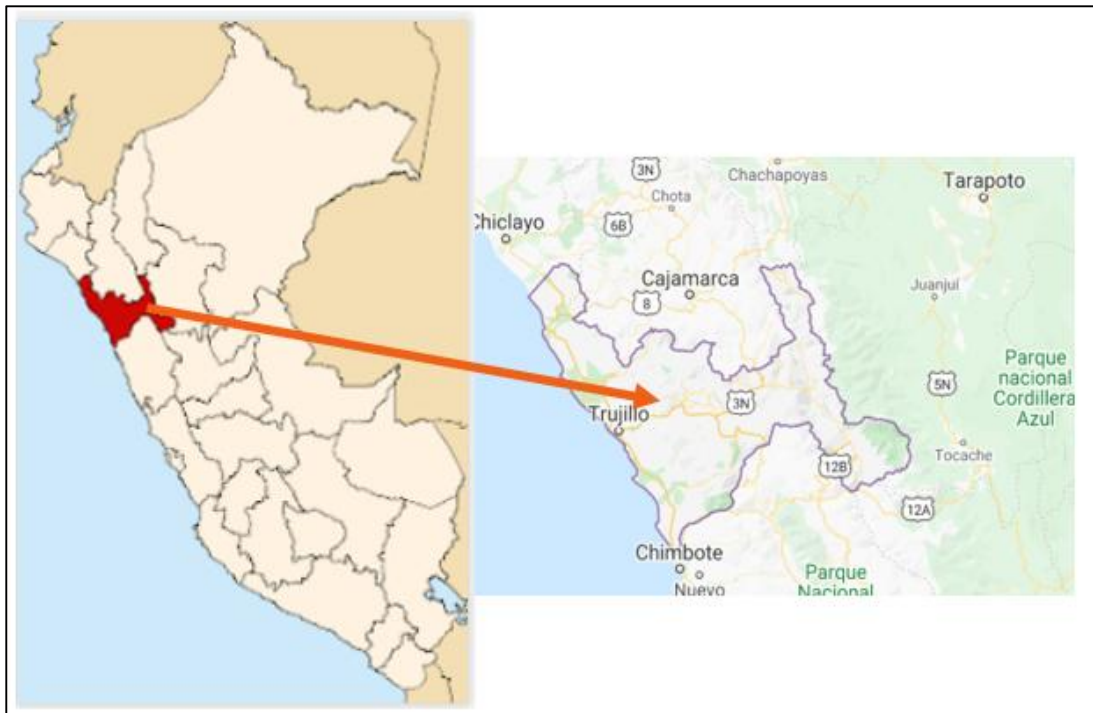 3N
Chachapoyas
Chota
Tarapoto
Chiclayo
6B
Cajamarca
8
Juanjuí
Parque
nacional
Cordillera
Azul
5N
3N
Trujillo
Tocache
12B
12A
Chimbote
Nuevo
Parque
Nacional